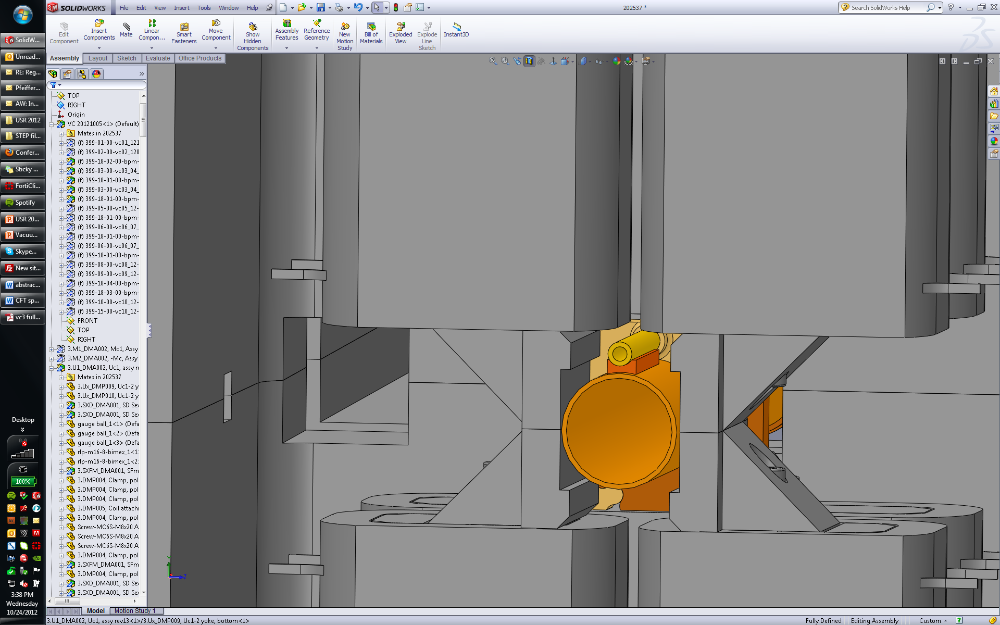 SolidW...
Unread...
RE: Reg...
Pfeiffer...
AW: In...
USR 2012
STEP fil...
Confer...
Sticky ...
FortiCli...
Spotify
USR 20...
Vacuu...
Skype...
New sit...
abstrac...
CFT sp...
vc3 full...
Desktop
100%
3:38 PM
Wednesday
10/24/2012
SOLIDWORKS
File Edit View Insert Tools Window Help
202537 *
Search SolidWorks Help
Edit Component
Insert Components
Mate
Linear Compon...
Smart Fasteners
Move Component
Show Hidden Components
Assembly Features
Reference Geometry
New Motion Study
Bill of Materials
Exploded View
Explode Line Sketch
Instant3D
Assembly Layout Sketch Evaluate Office Products
TOP
RIGHT
Origin
VC 20121005<1> (Default)
Mates in 202537
(f) 399-01-00-vc01_121
(f) 399-02-00-vc02_120
(f) 399-18-02-00-bpm-
(f) 399-03-00-vc03_04_
(f) 399-18-01-00-bpm-
(f) 399-03-00-vc03_04_
(f) 399-18-01-00-bpm-
(f) 399-05-00-vc05_12-
(f) 399-18-01-00-bpm-
(f) 399-06-00-vc06_07_
(f) 399-18-01-00-bpm-
(f) 399-06-00-vc06_07_
(f) 399-18-01-00-bpm-
(f) 399-08-00-vc08_12-
(f) 399-09-00-vc09_12-
(f) 399-18-04-00-bpm-
(f) 399-18-03-00-bpm-
(f) 399-10-00-vc10_12-
(f) 399-15-00-vc10_12-
FRONT
TOP
RIGHT
3.M1_DMA002, Mc1, Assy
3.M2_DMA002, -Mc, Assy
3.U1_DMA002, Uc1, assy re
Mates in 202537
3.Ux_DMP009, Uc1-2 y
3.Ux_DMP010, Uc1-2 y
3.SXD_DMA001, SD Sex
3.SXD_DMA001, SD Sex
gauge ball_1<1> (Defa
gauge ball_1<2> (Defa
gauge ball_1<3> (Defa
rlp-m16-8-bimex_1<1:
rlp-m16-8-bimex_1<2:
3.SXFM_DMA001, SFm
3.DMP004, Clamp, pol
3.DMP004, Clamp, pol
3.DMP004, Clamp, pol
3.DMP005, Coil attachr
3.DMP004, Clamp, pol
Screw-MC6S-M8x20 A
Screw-MC6S-M8x20 A
Screw-MC6S-M8x20 A
3.DMP004, Clamp, pol
3.SXFM_DMA001, SFm
3.DMP004, Clamp, pol
3.SXD_DMA001, SD Sex
3.SXD_DMA001, SD Sex
Y
Z
Model Motion Study 1
3.U1_DMA002, Uc1, assy rev13<1>/3.Ux_DMP009, Uc1-2 yoke, bottom<1>
Fully Defined Editing Assembly Custom